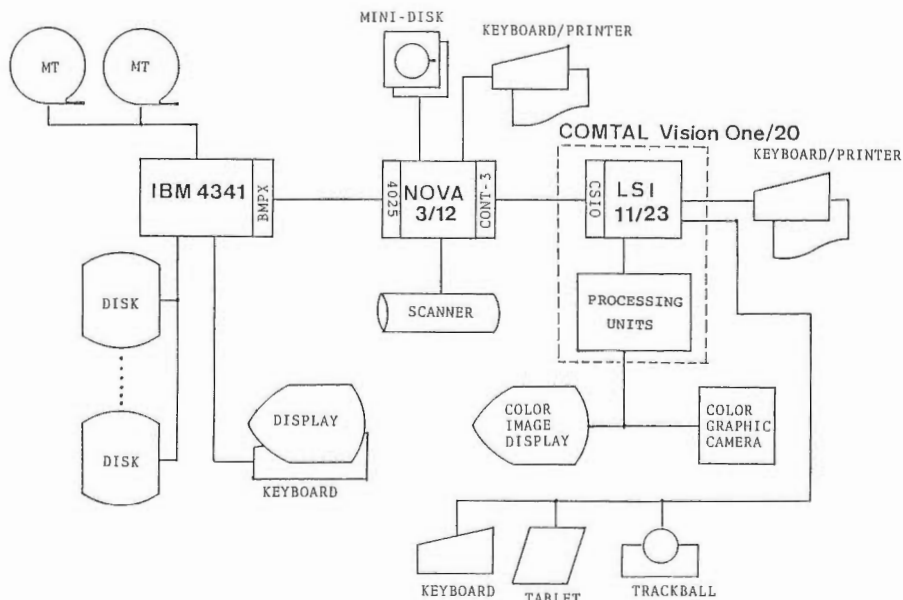 MINI-DISK
KEYBOARD/PRINTER
MT
MT
COMTAL Vision One/20
KEYBOARD/PRINTER
IBM 4341
BMPX
4025
NOVA
3/12
CONT-3
CSIO
LSI
11/23
DISK
SCANNER
PROCESSING
UNITS
DISPLAY
COLOR
IMAGE
DISPLAY
COLOR
GRAPHIC
CAMERA
DISK
KEYBOARD
KEYBOARD
TABLET
TRACKBALL